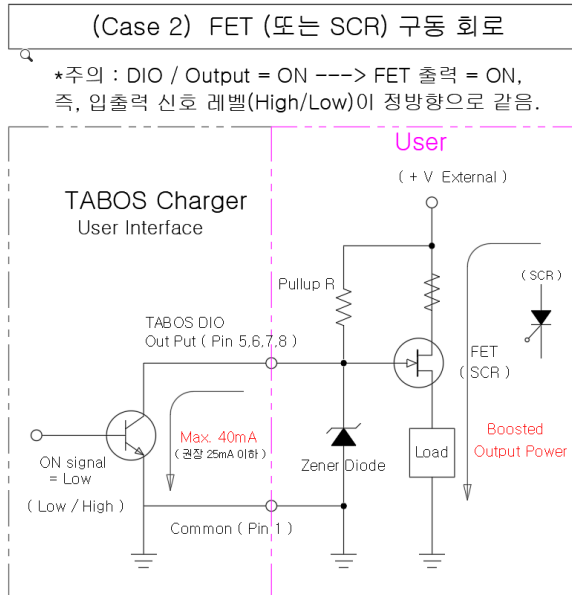 (Case 2) FET (또는 SCR) 구동 회로
*주의 : DIO / Output = ON ---> FET 출력 = ON,
즉, 입출력 신호 레벨(High/Low)이 정방향으로 같음.
User
( + V External )
TABOS Charger
User Interface
Pullup R
( SCR )
TABOS DIO
Out Put ( Pin 5,6,7,8 )
FET
( SCR )
Max. 40mA
( 권장 25mA 이하 )
ON signal
= Low
( Low / High )
Zener Diode
Load
Boosted
Output Power
Common ( Pin 1 )